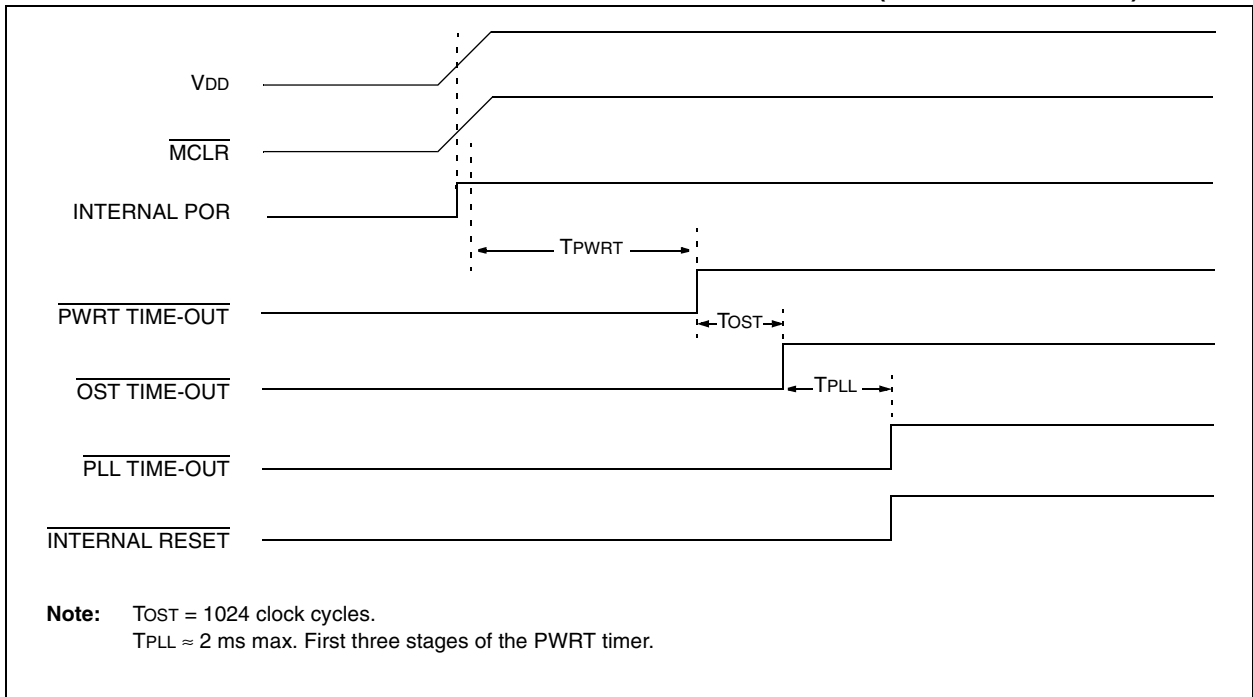 VDD
MCLR
INTERNAL POR
TPWRT
PWRT TIME-OUT
TOST
OST TIME-OUT
TPLL
PLL TIME-OUT
INTERNAL RESET
Note: TOST = 1024 clock cycles.
TPLL ≈ 2 ms max. First three stages of the PWRT timer.